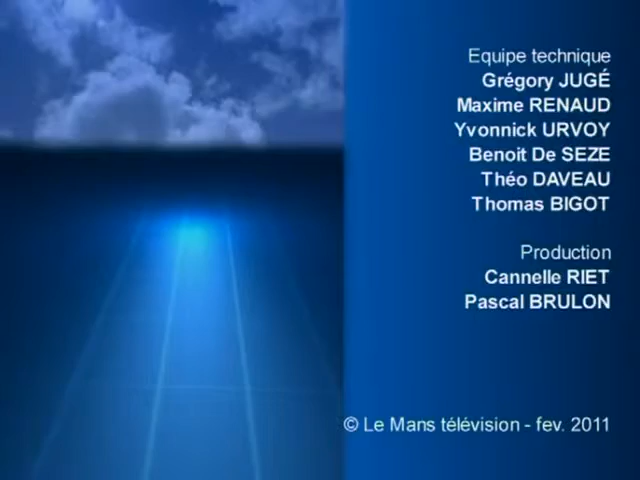 Equipe technique
Grégory JUGÉ
Maxime RENAUD
Yvonnick URVOY
Benoit De SEZE
Théo DAVEAU
Thomas BIGOT
Production
Cannelle RIET
Pascal BRULON
© Le Mans télévision - fev. 2011